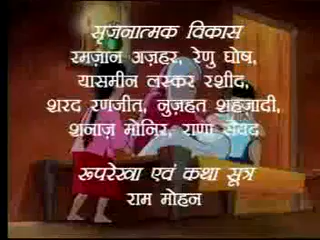 सृजनात्मक विकास
रमज़ान अज़हर, रेणु घोष,
यासमीन लस्कर रशीद,
शरद रणजीत, नुज़हत शहज़ादी,
शनाज़ मोनिर, राणा सैयद
रूपरेखा एवं कथा सूत्र
राम मोहन